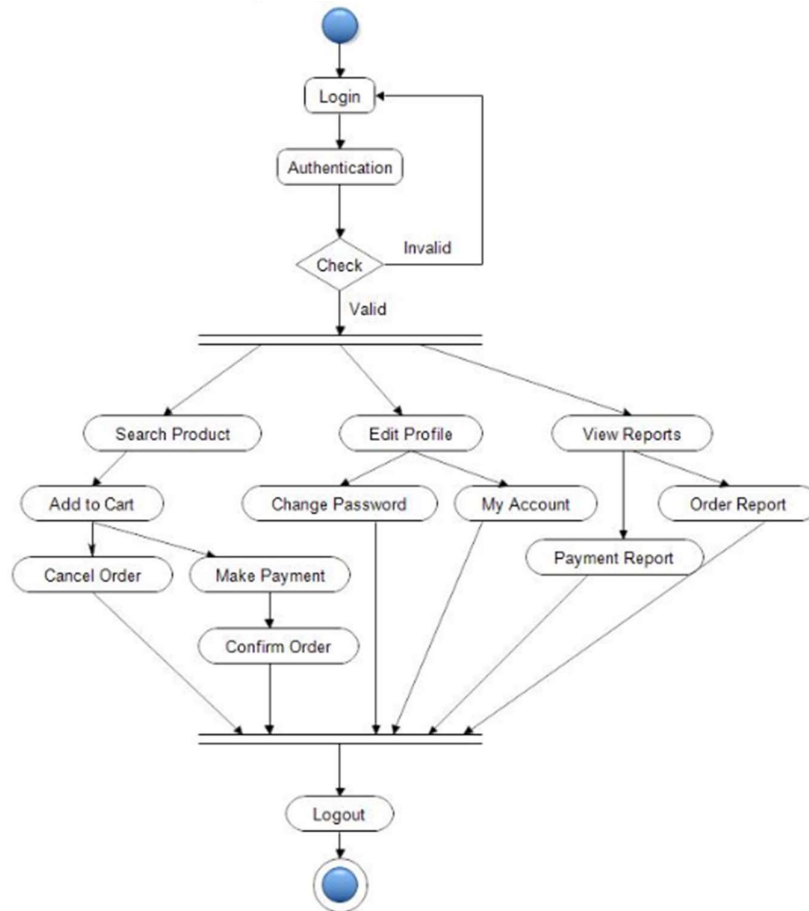 Login
Authentication
Invalid
Check
Valid
Search Product
Edit Profile
View Reports
Add to Cart
Change Password
My Account
Order Report
Cancel Order
Make Payment
Payment Report
Confirm Order
Logout